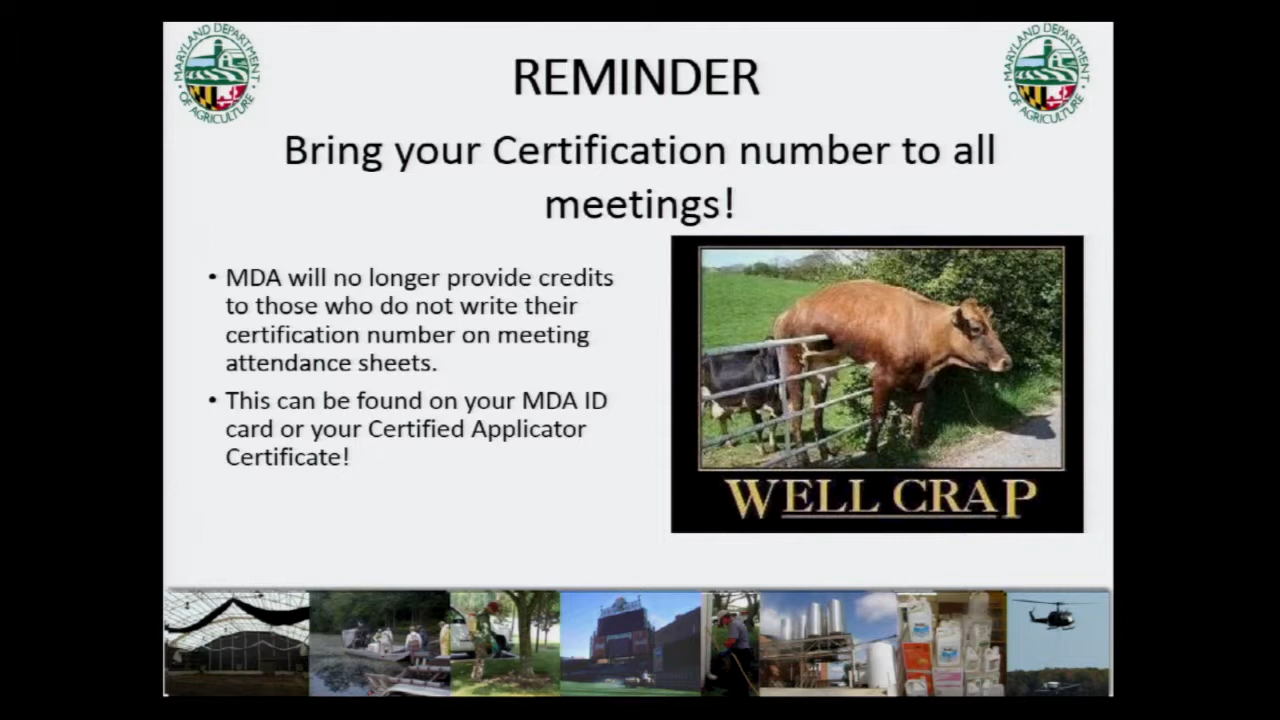 MARYLAND DEPARTMENT
OF AGRICULTURE
MARYLAND DEPARTMENT
OF AGRICULTURE
REMINDER
Bring your Certification number to all
meetings!
• MDA will no longer provide credits
to those who do not write their
certification number on meeting
attendance sheets.
• This can be found on your MDA ID
card or your Certified Applicator
Certificate!
WELL CRAP